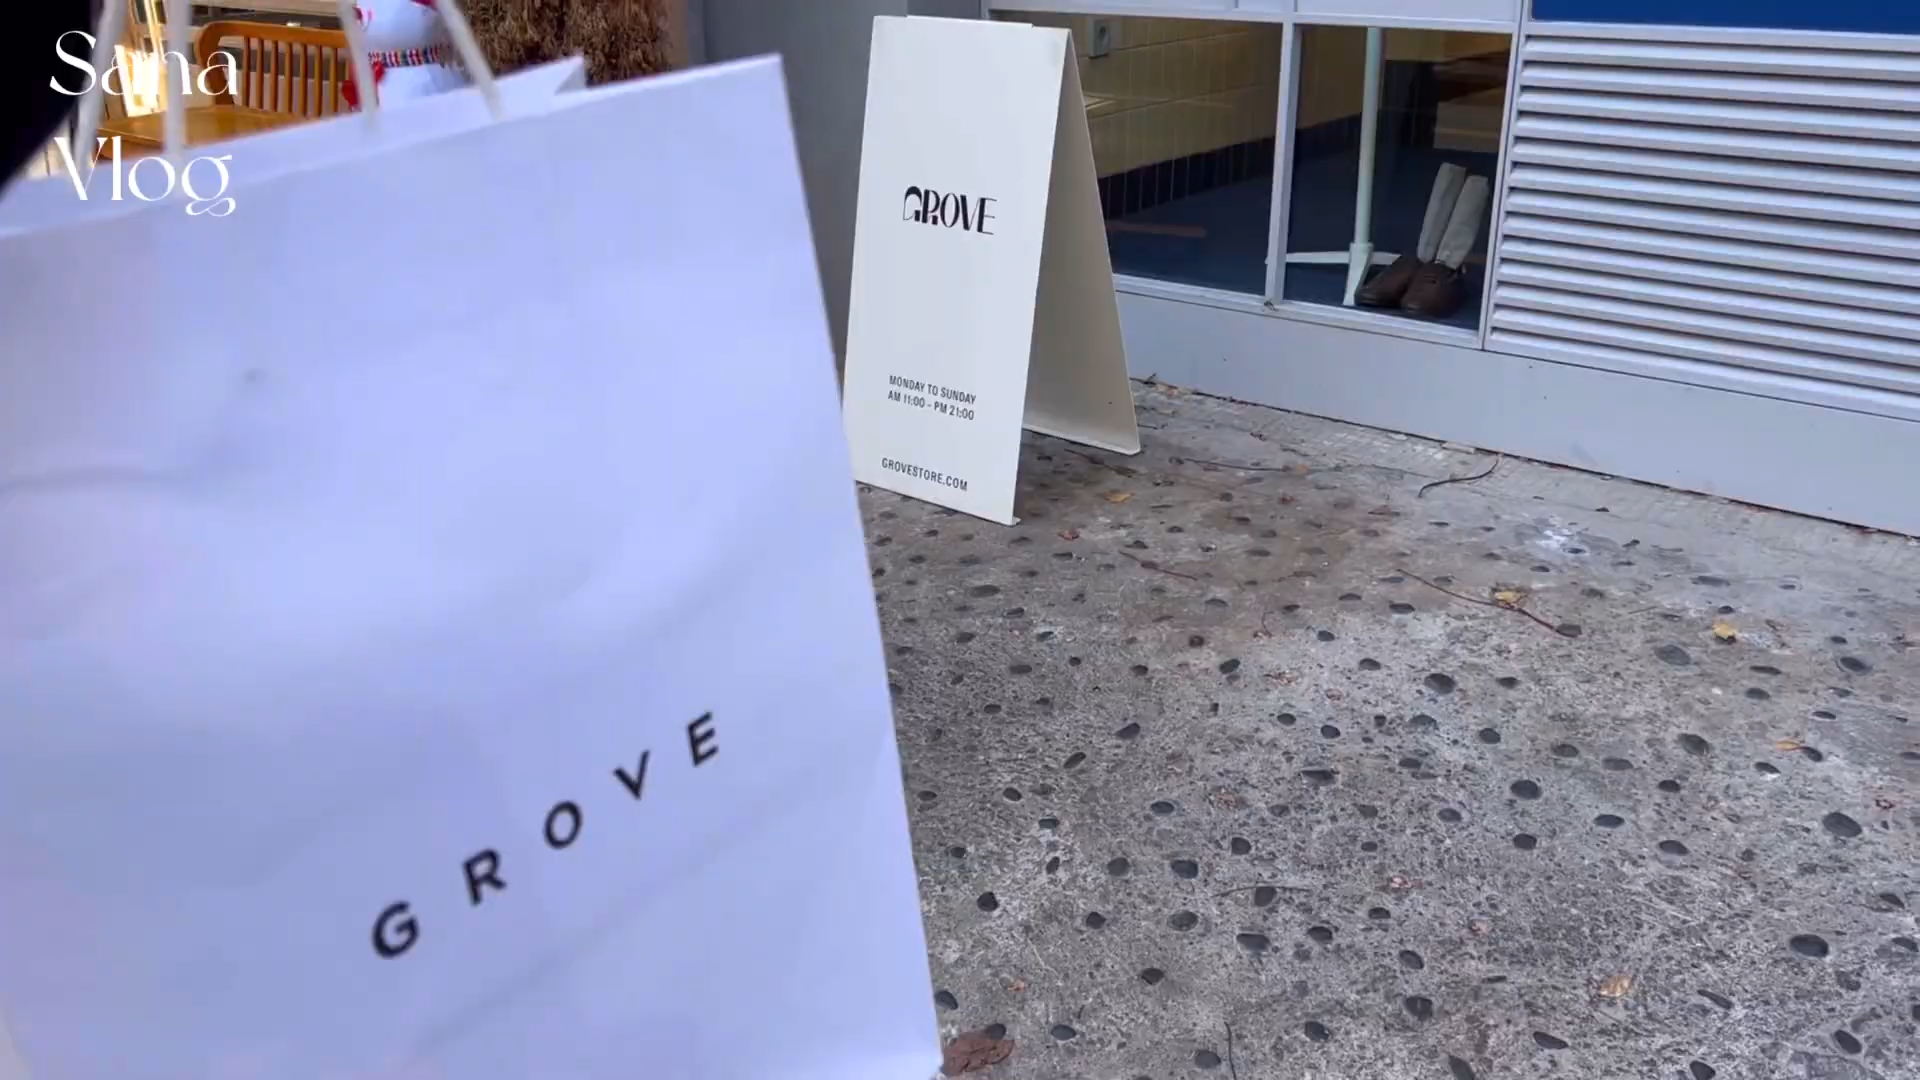 Sana
Vlog
GROVE
MONDAY TO SUNDAY
AM 11:00 - PM 21:00
GROVESTORE.COM
GROVE